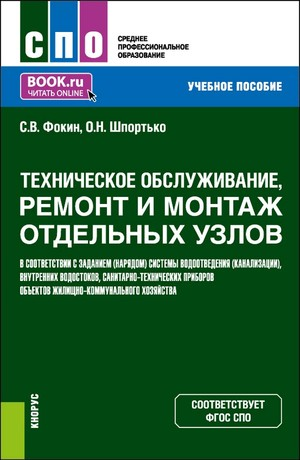 СПО
СРЕДНЕЕ
ПРОФЕССИОНАЛЬНОЕ
ОБРАЗОВАНИЕ
BOOK.ru
ЧИТАТЬ ONLINE
УЧЕБНОЕ ПОСОБИЕ
С.В. Фокин, О.Н. Шпортько
ТЕХНИЧЕСКОЕ ОБСЛУЖИВАНИЕ,
РЕМОНТ И МОНТАЖ
ОТДЕЛЬНЫХ УЗЛОВ
В СООТВЕТСТВИИ С ЗАДАНИЕМ (НАРЯДОМ) СИСТЕМЫ ВОДООТВЕДЕНИЯ (КАНАЛИЗАЦИИ),
ВНУТРЕННИХ ВОДОСТОКОВ, САНИТАРНО-ТЕХНИЧЕСКИХ ПРИБОРОВ
ОБЪЕКТОВ ЖИЛИЩНО-КОММУНАЛЬНОГО ХОЗЯЙСТВА
КНОРУС
СООТВЕТСТВУЕТ
ФГОС СПО